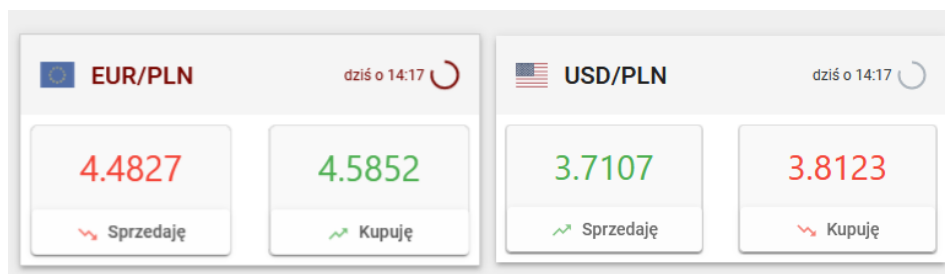 EUR/PLN dziś o 14:17
4.4827 4.5852
Sprzedaję Kupuję
USD/PLN dziś o 14:17
3.7107 3.8123
Sprzedaję Kupuję